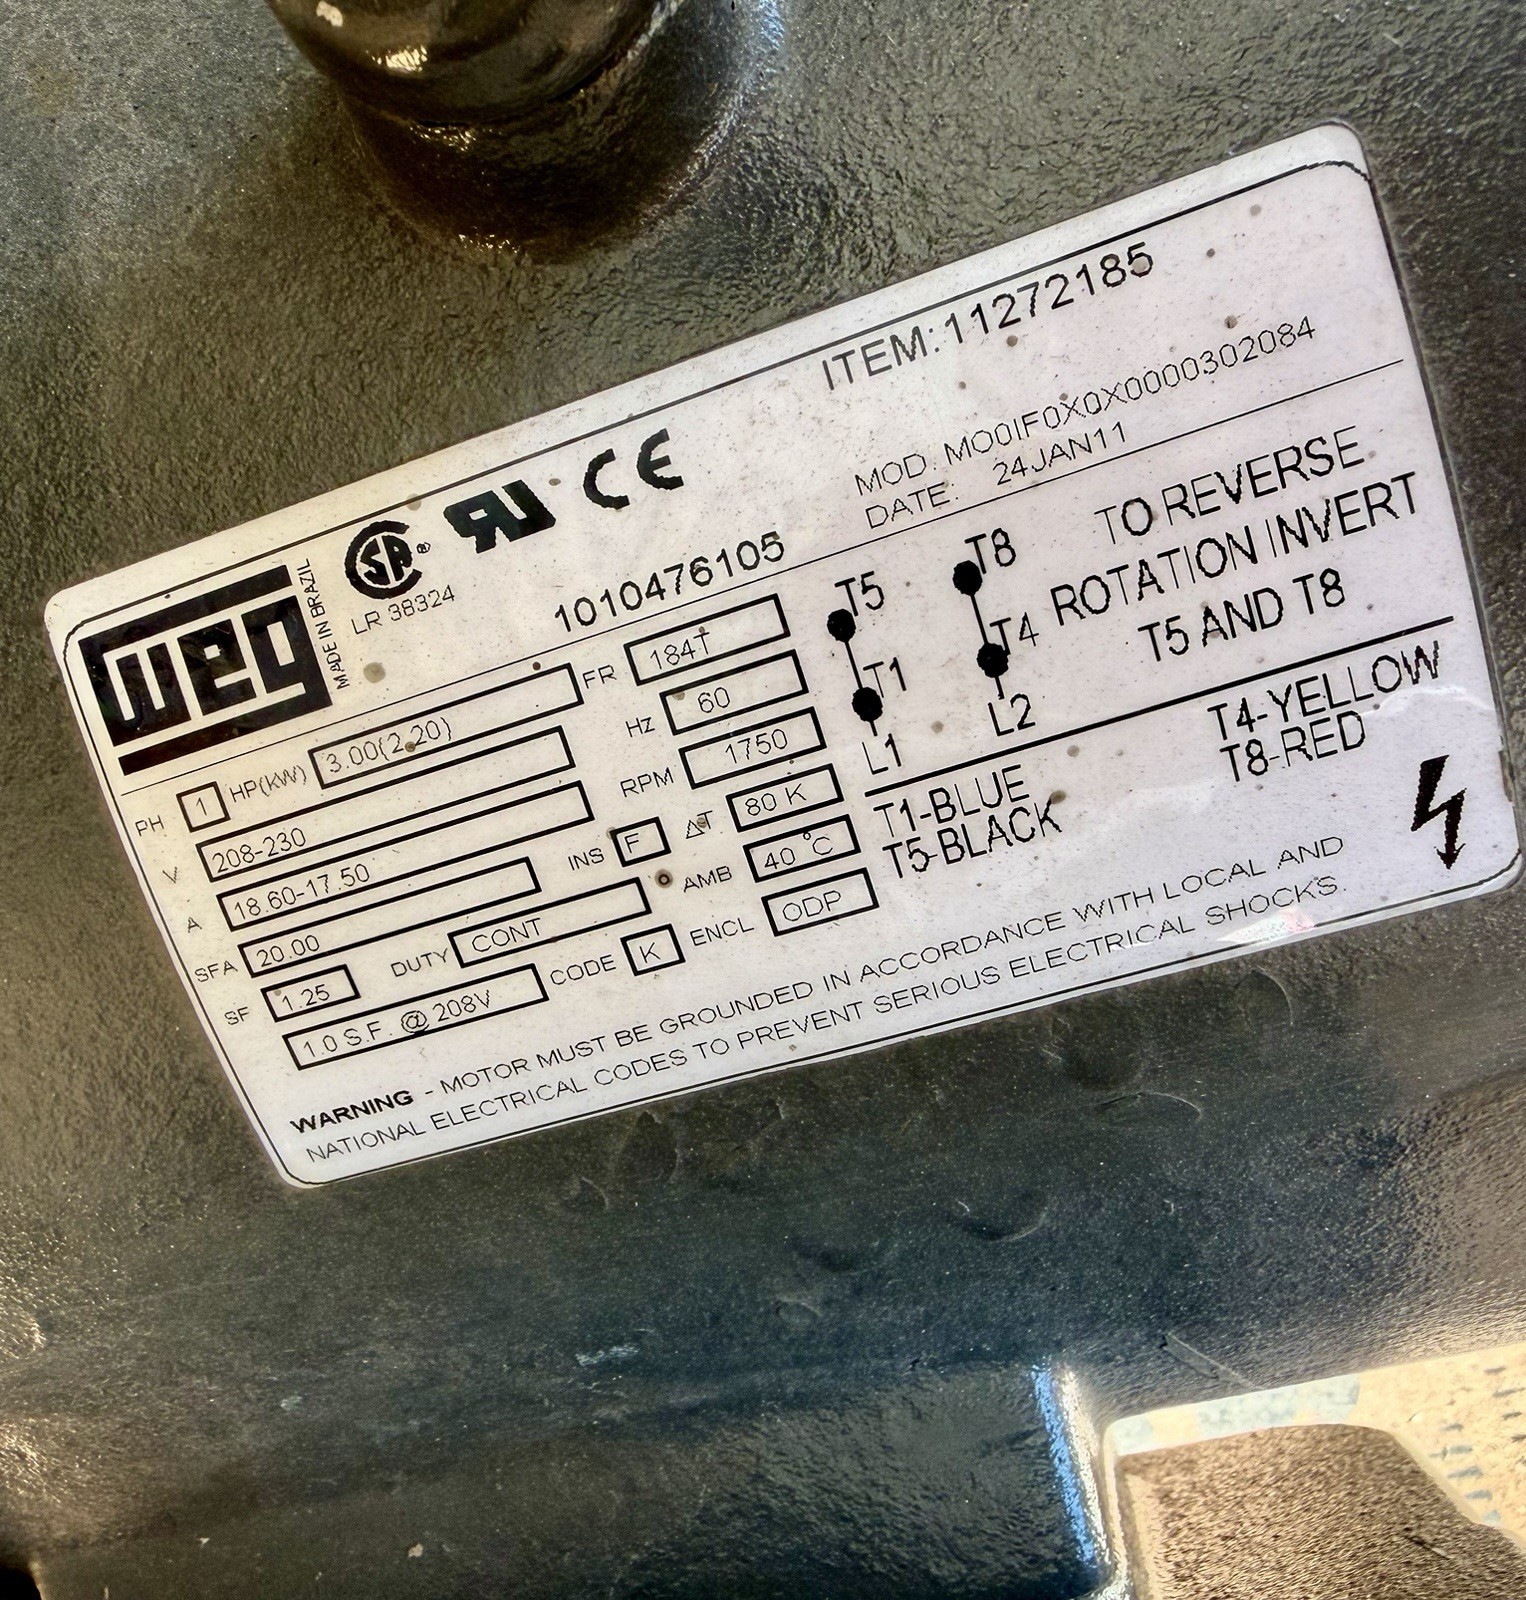 ITEM:11272185
MOD. MO0IF0X0X0000302084
DATE: 24JAN11
weg
MADE IN BRAZIL
SA®
LR 38324
RU
CE
1010476105
PH 1 HP(kW) 3.00(2.20) FR 184T
V 208-230 Hz 60
A 18.60-17.50 RPM 1750
SFA 20.00 INS F ΔT 80 K
SF 1.25 DUTY CONT AMB 40 °C
1.0 S.F. @ 208V CODE K ENCL ODP
T5 T8
T1 T4
L1 L2
TO REVERSE
ROTATION INVERT
T5 AND T8
T1-BLUE T4-YELLOW
T5-BLACK T8-RED
WARNING - MOTOR MUST BE GROUNDED IN ACCORDANCE WITH LOCAL AND
NATIONAL ELECTRICAL CODES TO PREVENT SERIOUS ELECTRICAL SHOCKS.